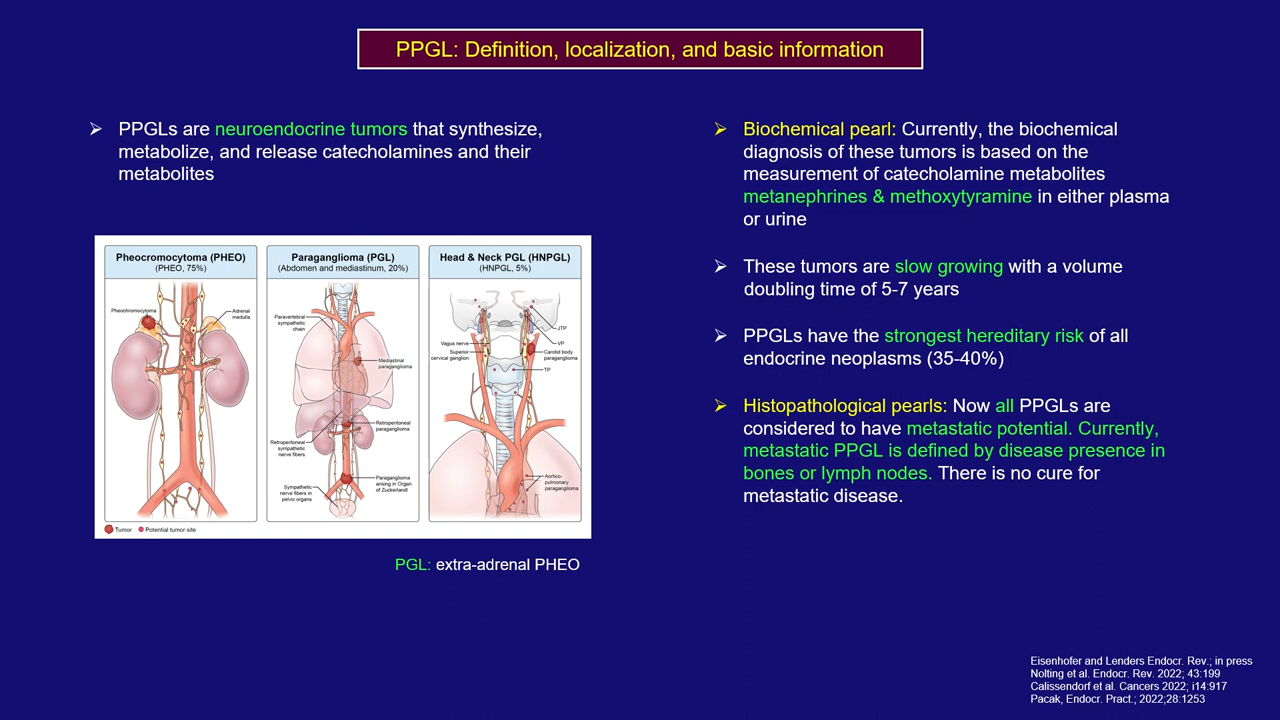 PPGL: Definition, localization, and basic information
➢ PPGLs are neuroendocrine tumors that synthesize,
metabolize, and release catecholamines and their
metabolites
Pheocromocytoma (PHEO)
(PHEO, 75%)
Pheochromocytoma
Adrenal
medulla
Paraganglioma (PGL)
(Abdomen and mediastinum, 20%)
Paravertebral
sympathetic
chain
Mediastinal
paraganglioma
Retroperitoneal
paraganglioma
Retroperitoneal
sympathetic
nerve fibers
Paraganglioma
arising in Organ
of Zuckerlandl
Sympathetic
nerve fibers in
pelvic organs
Head & Neck PGL (HNPGL)
(HNPGL, 5%)
JTP
Vagus nerve
VP
Superior
cervical ganglion
Carotid body
paraganglioma
TP
Aortico-
pulmonary
paraganglioma
Tumor
Potential tumor site
PGL: extra-adrenal PHEO
➢ Biochemical pearl: Currently, the biochemical
diagnosis of these tumors is based on the
measurement of catecholamine metabolites
metanephrines & methoxytyramine in either plasma
or urine
➢ These tumors are slow growing with a volume
doubling time of 5-7 years
➢ PPGLs have the strongest hereditary risk of all
endocrine neoplasms (35-40%)
➢ Histopathological pearls: Now all PPGLs are
considered to have metastatic potential. Currently,
metastatic PPGL is defined by disease presence in
bones or lymph nodes. There is no cure for
metastatic disease.
Eisenhofer and Lenders Endocr. Rev.; in press
Nolting et al. Endocr. Rev. 2022; 43:199
Calissendorf et al. Cancers 2022; i14:917
Pacak, Endocr. Pract.; 2022;28:1253